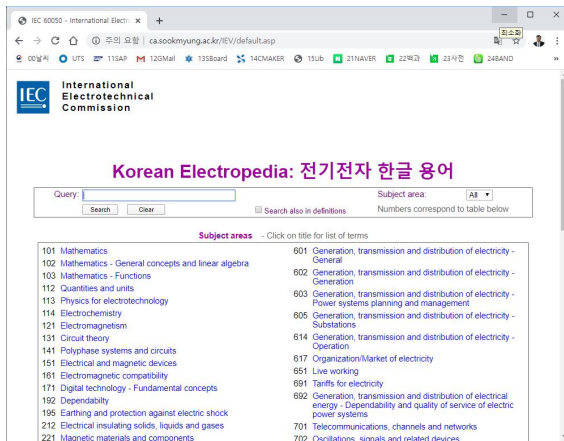 IEC 60050 - International Electro
최소화
주의 요함
ca.sookmyung.ac.kr/IEV/default.asp
00날씨 UTS 11SAP 12GMail 13SBoard 14CMAKER 15Lib 21NAVER 22백과 23사전 24BAND
IEC
International
Electrotechnical
Commission
Korean Electropedia: 전기전자 한글 용어
Query:
Subject area: All
Search Clear
Search also in definitions
Numbers correspond to table below
Subject areas - Click on title for list of terms
101 Mathematics
102 Mathematics - General concepts and linear algebra
103 Mathematics - Functions
112 Quantities and units
113 Physics for electrotechnology
114 Electrochemistry
121 Electromagnetism
131 Circuit theory
141 Polyphase systems and circuits
151 Electrical and magnetic devices
161 Electromagnetic compatibility
171 Digital technology - Fundamental concepts
192 Dependabilty
195 Earthing and protection against electric shock
212 Electrical insulating solids, liquids and gases
221 Magnetic materials and components
601 Generation, transmission and distribution of electricity -
General
602 Generation, transmission and distribution of electricity -
Generation
603 Generation, transmission and distribution of electricity -
Power systems planning and management
605 Generation, transmission and distribution of electricity -
Substations
614 Generation, transmission and distribution of electricity -
Operation
617 Organization/Market of electricity
651 Live working
691 Tariffs for electricity
692 Generation, transmission and distribution of electrical
energy - Dependability and quality of service of electric
power systems
701 Telecommunications, channels and networks
702 Oscillations, signals and related devices